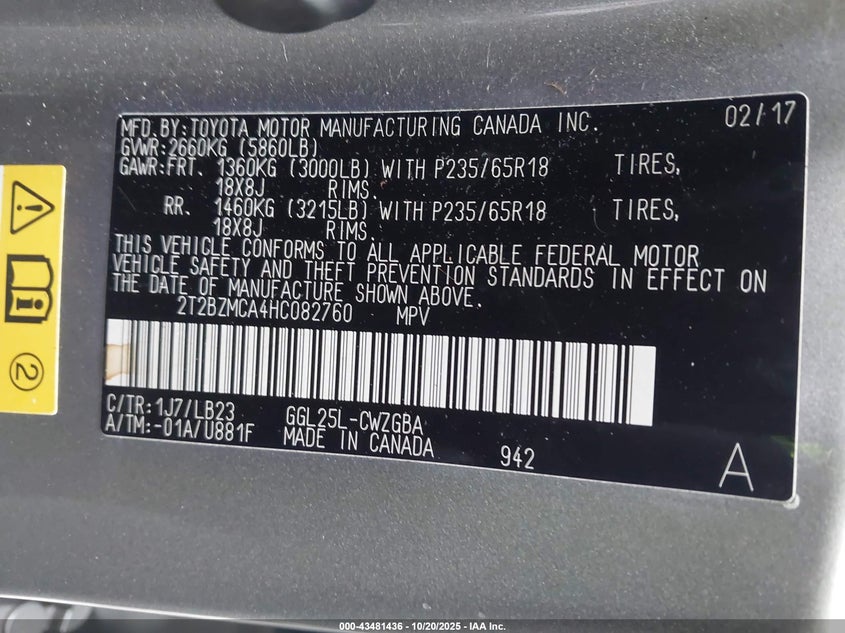 MFD. BY: TOYOTA MOTOR MANUFACTURING CANADA INC. 02/17
GVWR: 2660KG (5860LB)
GAWR: FRT. 1360KG (3000LB) WITH P235/65R18 TIRES,
18X8J RIMS.
RR. 1460KG (3215LB) WITH P235/65R18 TIRES,
18X8J RIMS.
THIS VEHICLE CONFORMS TO ALL APPLICABLE FEDERAL MOTOR
VEHICLE SAFETY AND THEFT PREVENTION STANDARDS IN EFFECT ON
THE DATE OF MANUFACTURE SHOWN ABOVE.
2T2BZMCA4HC082760 MPV
C/TR: 1J7/LB23 GGL25L-CWZGBA
A/TM: -01A/U881F MADE IN CANADA 942
A
2
000-43481436 - 10/20/2025 - IAA Inc.